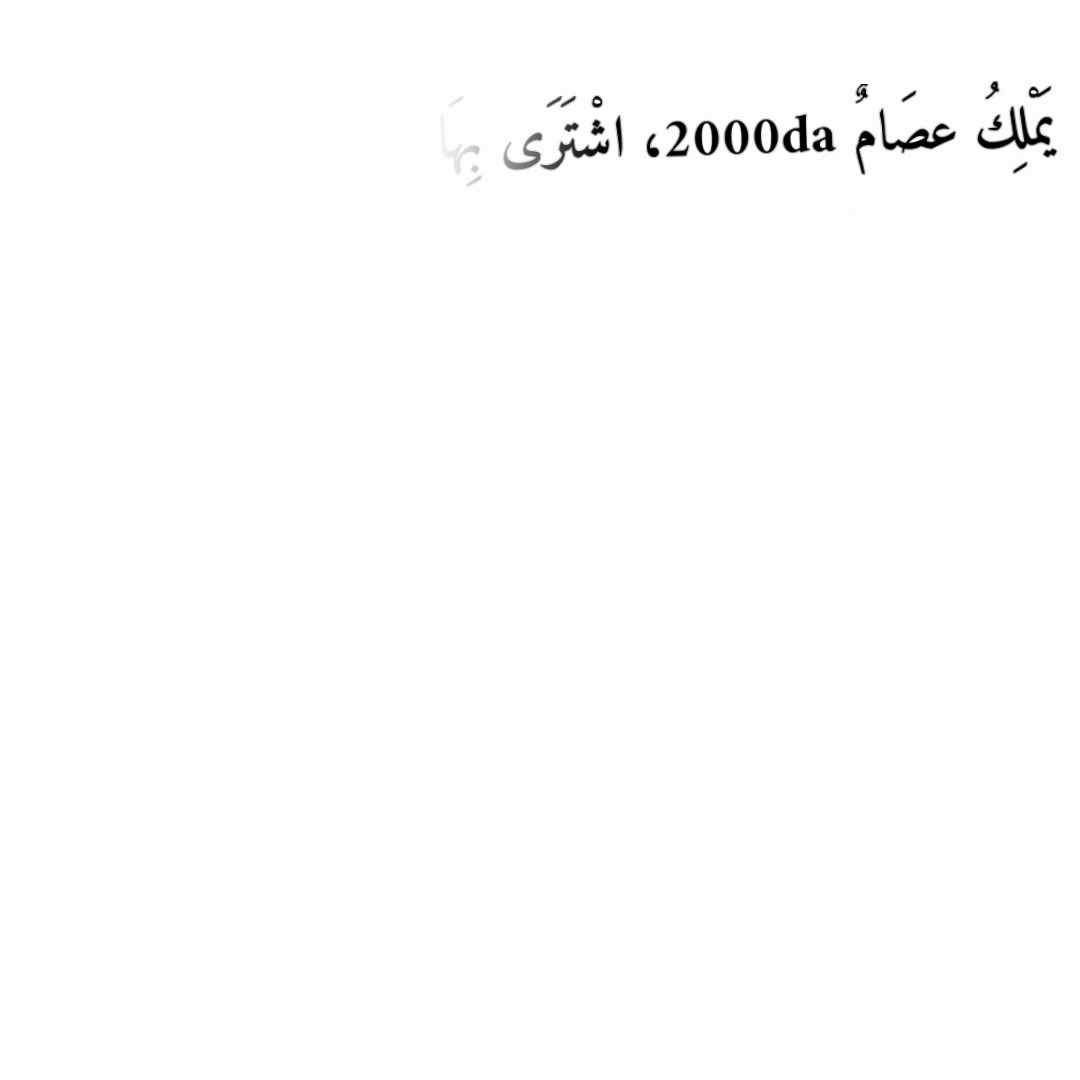 يَمْلِكُ عصَامٌ 2000da، اشْتَرَى بِهَا